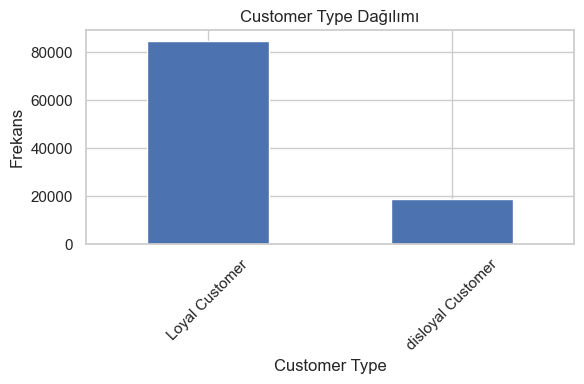 Customer Type Dağılımı
Frekans
80000
60000
40000
20000
0
Loyal Customer
disloyal Customer
Customer Type